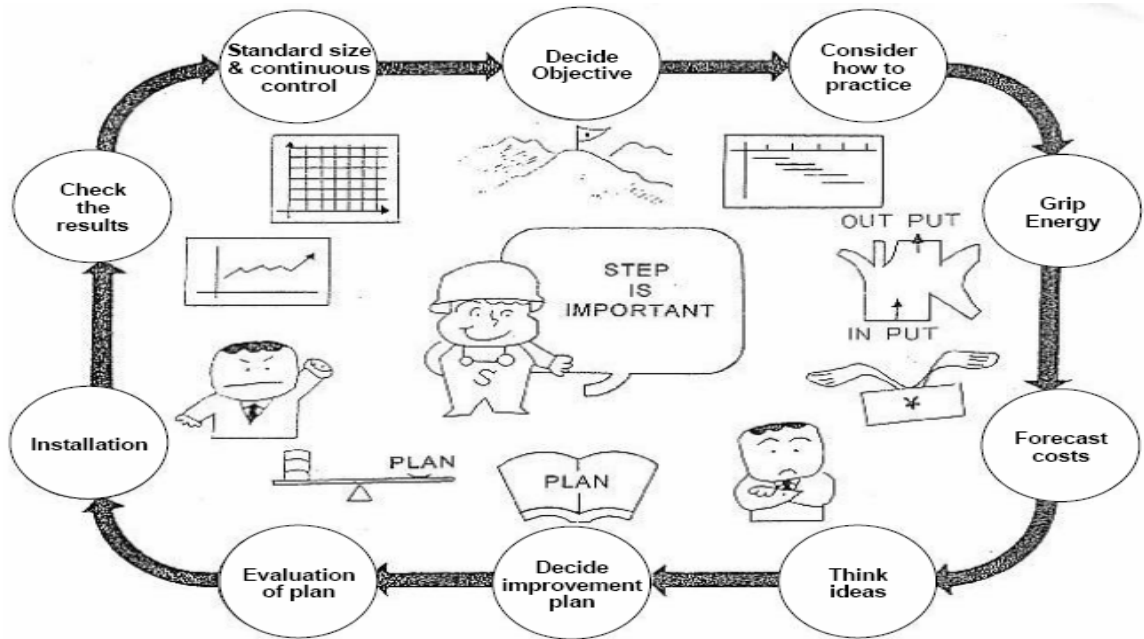 Standard size
& continuous
control
Decide
Objective
Consider
how to
practice
Grip
Energy
Forecast
costs
Think
ideas
Decide
improvement
plan
Evaluation
of plan
Installation
Check
the
results
OUT PUT
IN PUT
STEP
IS
IMPORTANT
S
¥
PLAN
PLAN